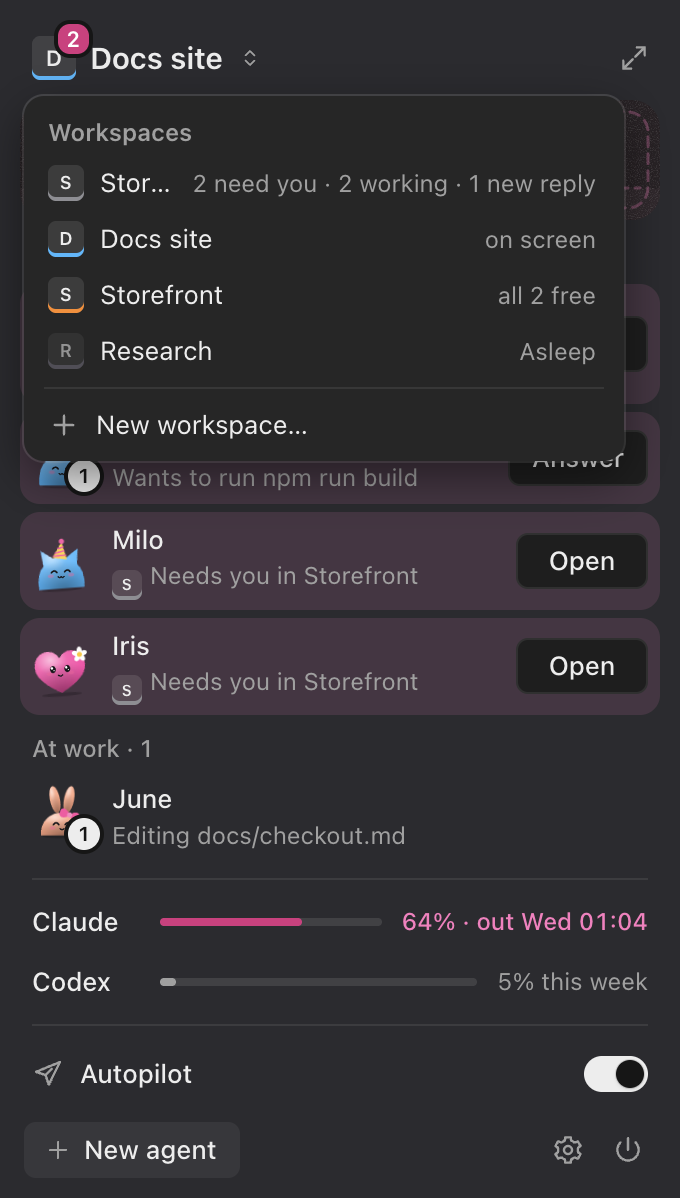 D 2 Docs site
Workspaces
S Stor... 2 need you · 2 working · 1 new reply
D Docs site on screen
S Storefront all 2 free
R Research Asleep
+ New workspace...
Answer
1 Wants to run npm run build
Milo
S Needs you in Storefront
Open
Iris
S Needs you in Storefront
Open
At work · 1
June
1 Editing docs/checkout.md
Claude 64% · out Wed 01:04
Codex 5% this week
Autopilot
+ New agent